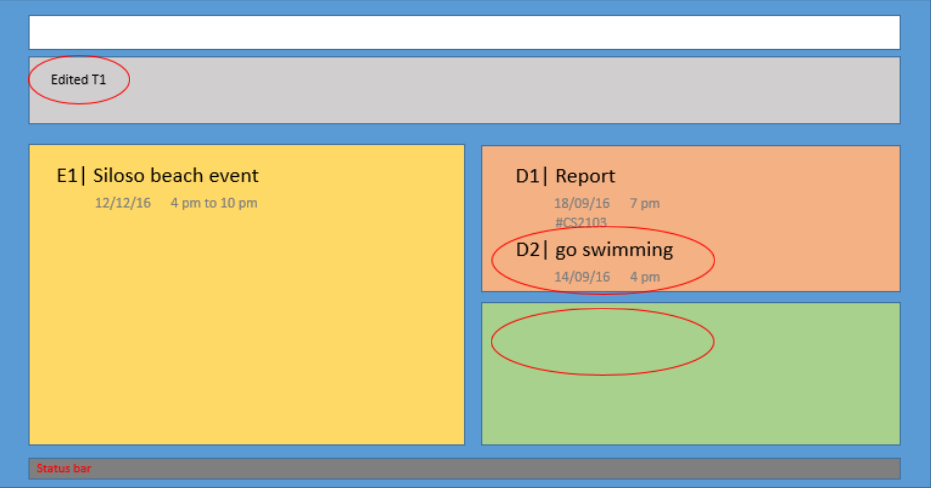 Edited T1
E1| Siloso beach event
12/12/16 4 pm to 10 pm
D1| Report
18/09/16 7 pm
#CS2103
D2| go swimming
14/09/16 4 pm
Status bar